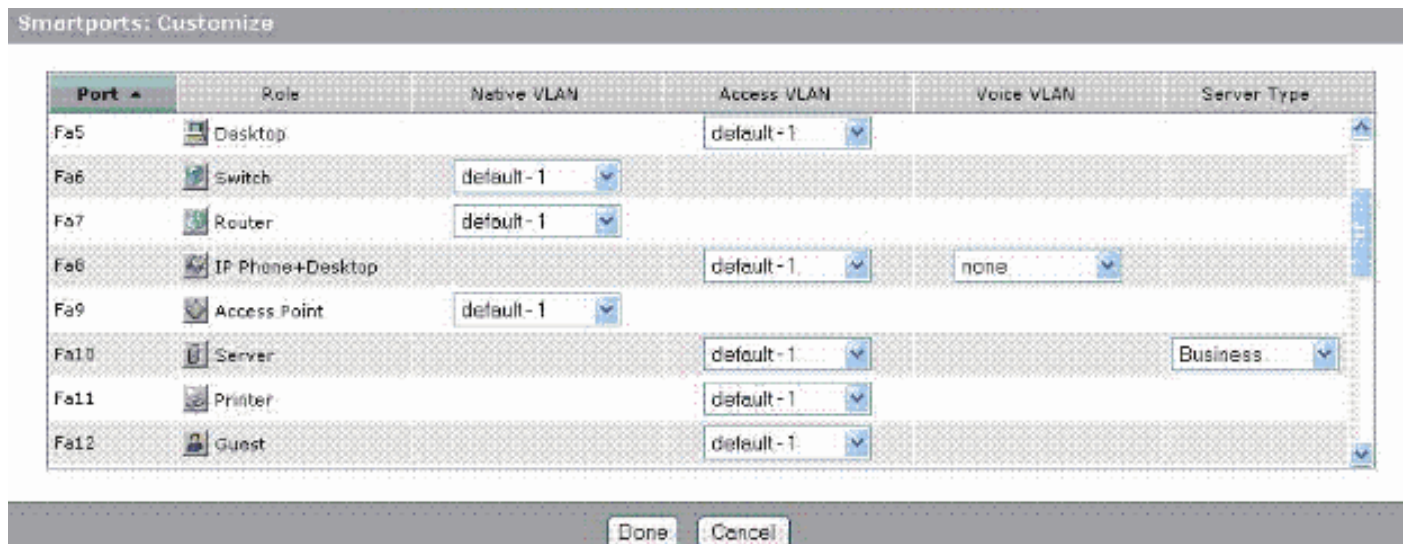 Smartports: Customize
Port Role Native VLAN Access VLAN Voice VLAN Server Type
Fa5 Desktop default-1
Fa6 Switch default-1
Fa7 Router default-1
Fa8 IP Phone+Desktop default-1 none
Fa9 Access Point default-1
Fa10 Server default-1 Business
Fa11 Printer default-1
Fa12 Guest default-1
Done Cancel